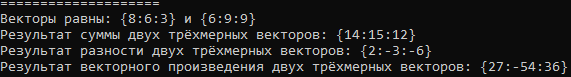 ====================
Векторы равны: {8:6:3} и {6:9:9}
Результат суммы двух трёхмерных векторов: {14:15:12}
Результат разности двух трёхмерных векторов: {2:-3:-6}
Результат векторного произведения двух трёхмерных векторов: {27:-54:36}